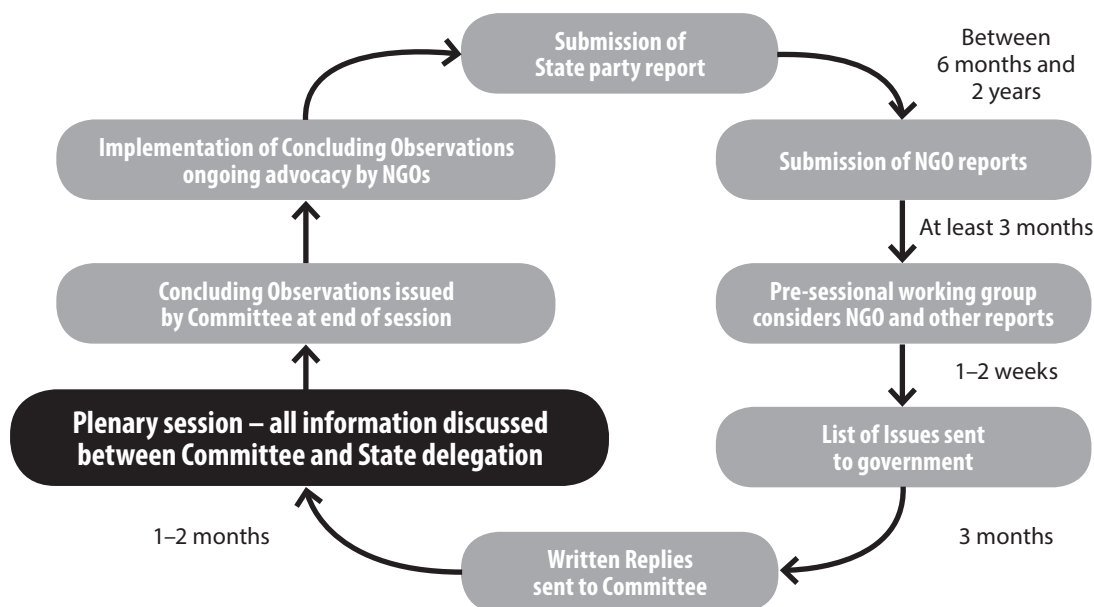 Submission of
State party report
Between
6 months and
2 years
Submission of NGO reports
At least 3 months
Pre-sessional working group
considers NGO and other reports
1–2 weeks
List of Issues sent
to government
3 months
Written Replies
sent to Committee
1–2 months
Plenary session – all information discussed
between Committee and State delegation
Concluding Observations issued
by Committee at end of session
Implementation of Concluding Observations
ongoing advocacy by NGOs